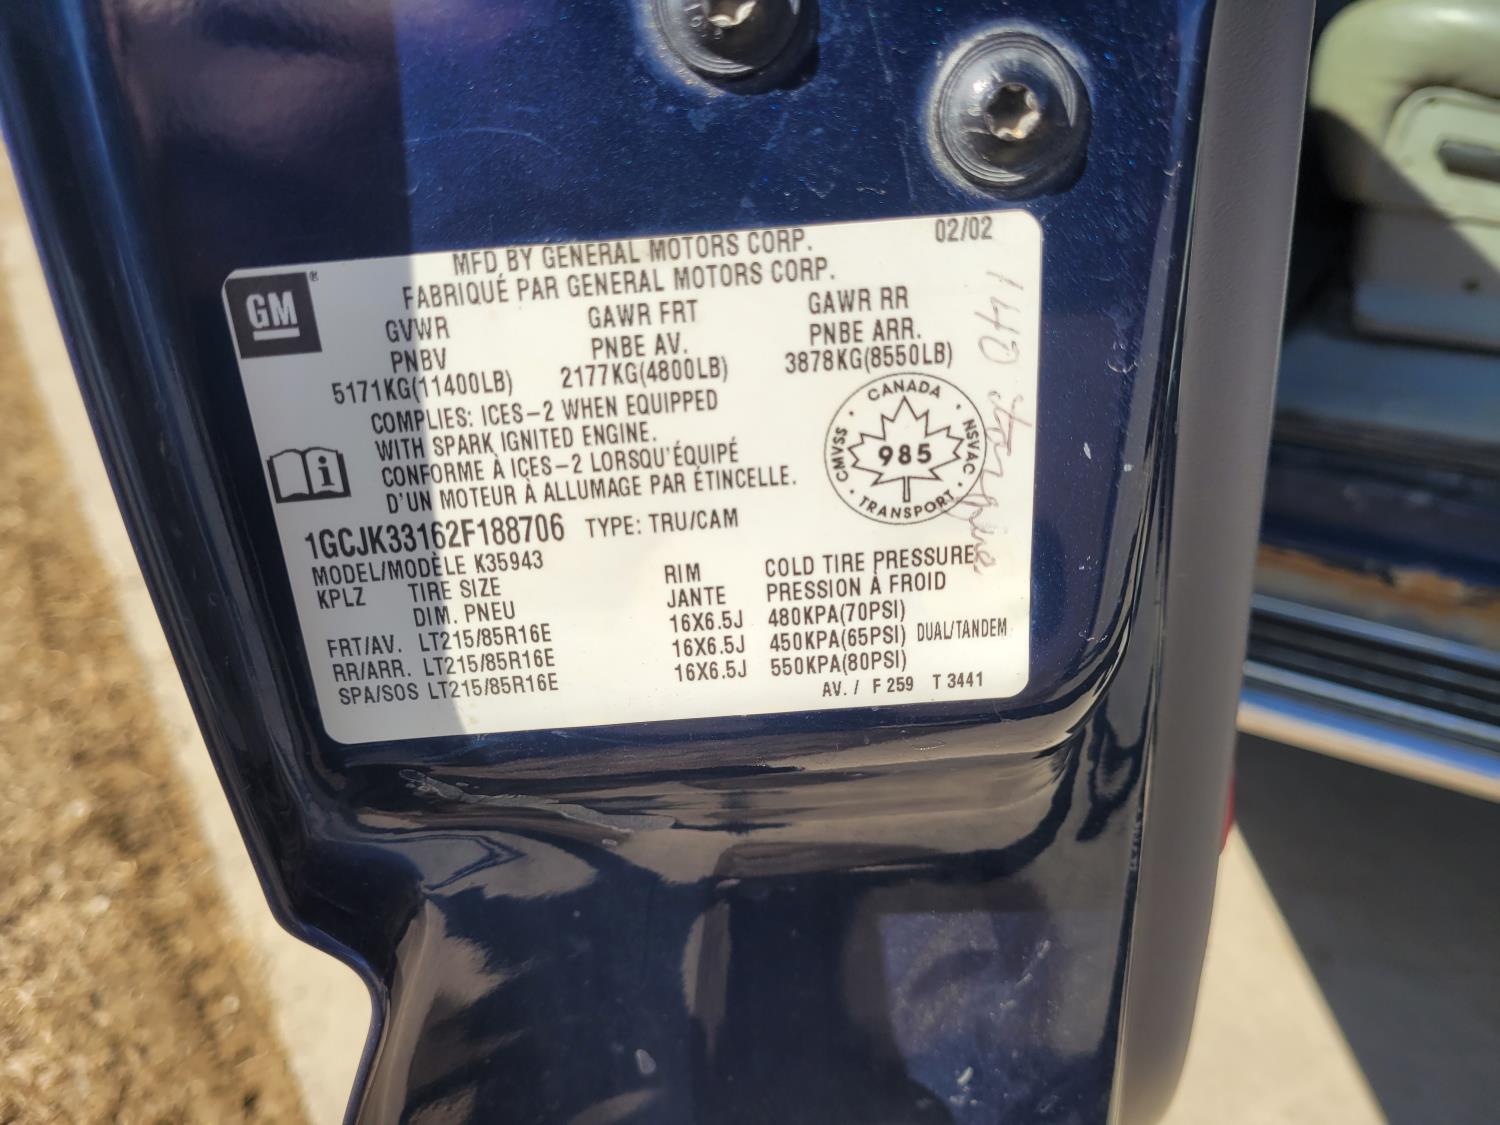 MFD BY GENERAL MOTORS CORP. 02/02
FABRIQUÉ PAR GENERAL MOTORS CORP.
GM ®
GVWR GAWR FRT GAWR RR
PNBV PNBE AV. PNBE ARR.
5171KG(11400LB) 2177KG(4800LB) 3878KG(8550LB)
COMPLIES: ICES-2 WHEN EQUIPPED
WITH SPARK IGNITED ENGINE.
CONFORME À ICES-2 LORSQU'ÉQUIPÉ
D'UN MOTEUR À ALLUMAGE PAR ÉTINCELLE.
i
CANADA
CMVSS 985 NSVAC
TRANSPORT
1GCJK33162F188706 TYPE: TRU/CAM
MODEL/MODÈLE K35943
KPLZ TIRE SIZE RIM COLD TIRE PRESSURE
DIM. PNEU JANTE PRESSION À FROID
FRT/AV. LT215/85R16E 16X6.5J 480KPA(70PSI)
RR/ARR. LT215/85R16E 16X6.5J 450KPA(65PSI) DUAL/TANDEM
SPA/SOS LT215/85R16E 16X6.5J 550KPA(80PSI)
AV. / F 259 T 3441